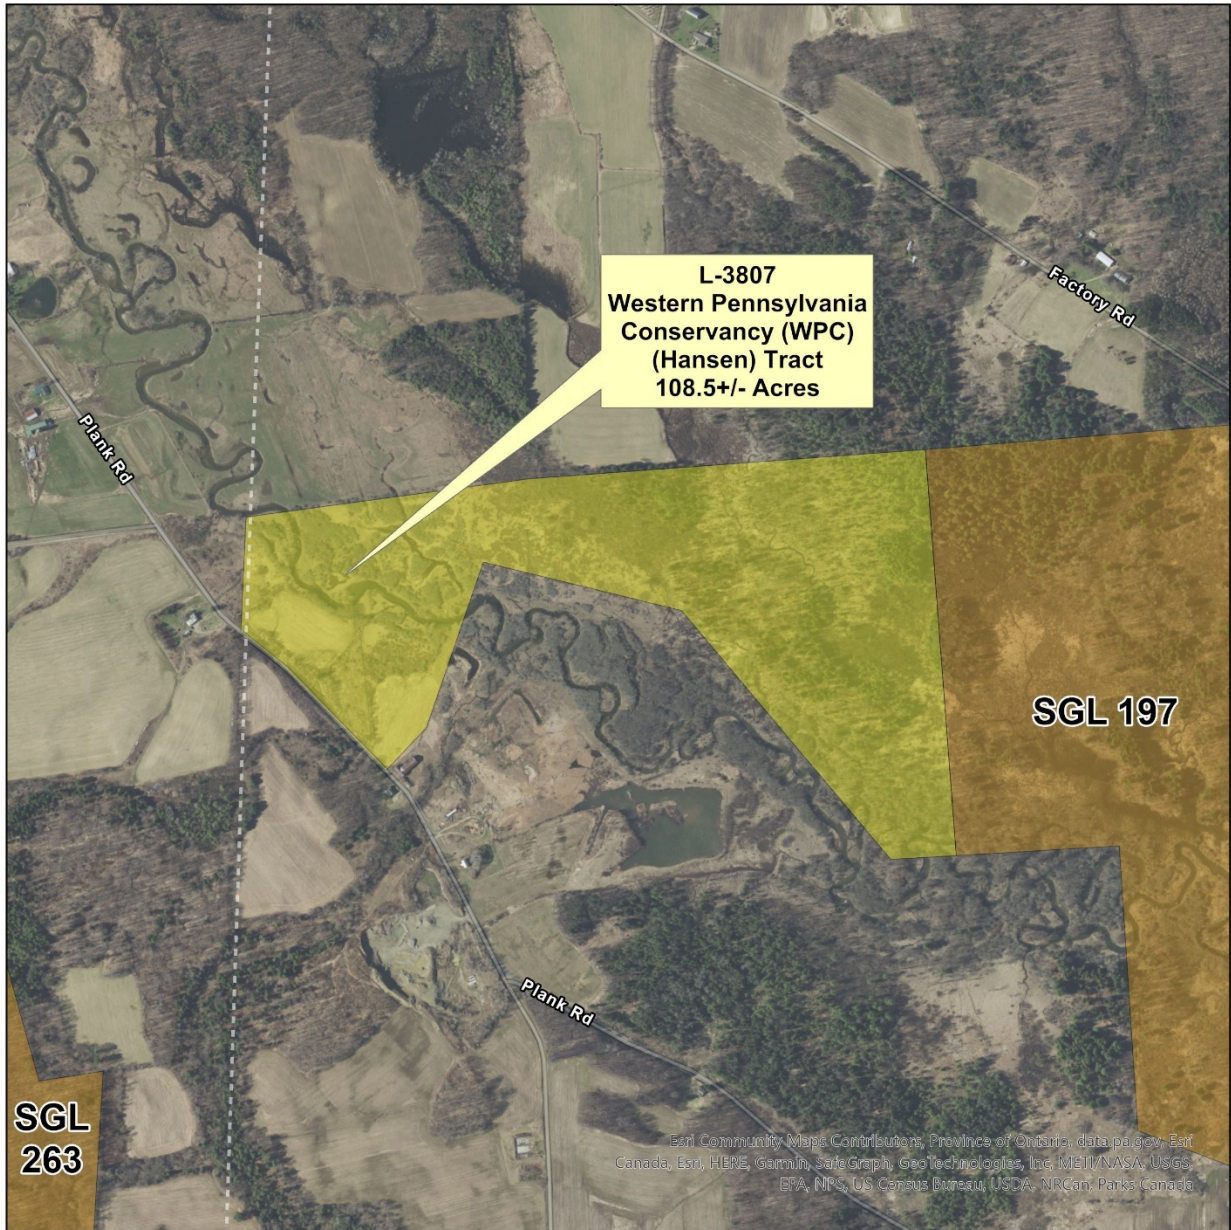 L-3807
Western Pennsylvania
Conservancy (WPC)
(Hansen) Tract
108.5+/- Acres
Factory Rd
Plank Rd
SGL 197
Plank Rd
SGL
263
Esri Community Maps Contributors, Province of Ontario, data.pa.gov, Esri
Canada, Esri, HERE, Garmin, SafeGraph, GeoTechnologies, Inc, METI/NASA, USGS,
EPA, NPS, US Census Bureau, USDA, NRCan, Parks Canada